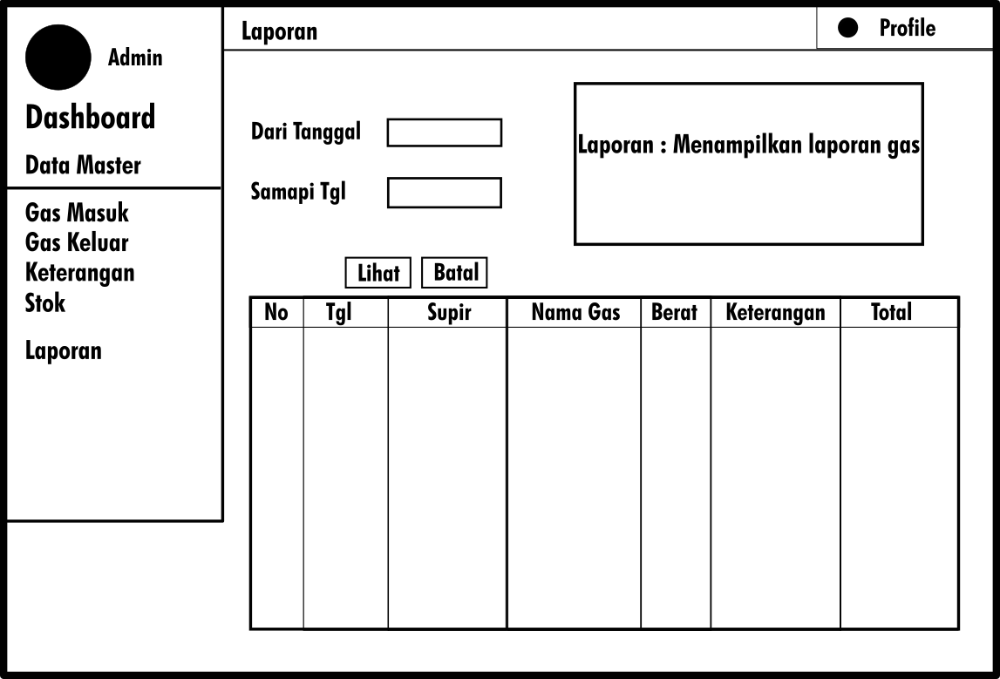 Admin
Dashboard
Data Master
Gas Masuk
Gas Keluar
Keterangan
Stok
Laporan
Laporan
Profile
Dari Tanggal
Samapi Tgl
Laporan : Menampilkan laporan gas
Lihat Batal
No Tgl Supir Nama Gas Berat Keterangan Total